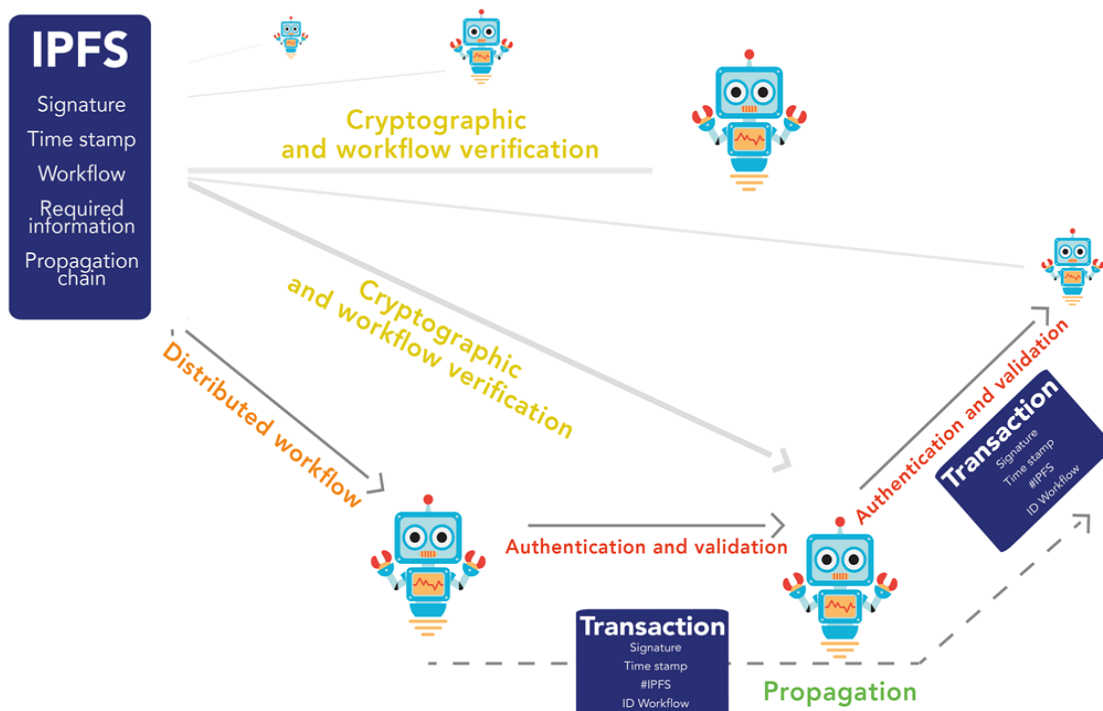 IPFS
Signature
Time stamp
Workflow
Required
information
Propagation
chain
Cryptographic
and workflow verification
Cryptographic
and workflow verification
Distributed workflow
Authentication and validation
Authentication and validation
Transaction
Signature
Time stamp
#IPFS
ID Workflow
Transaction
Signature
Time stamp
#IPFS
ID Workflow
Propagation